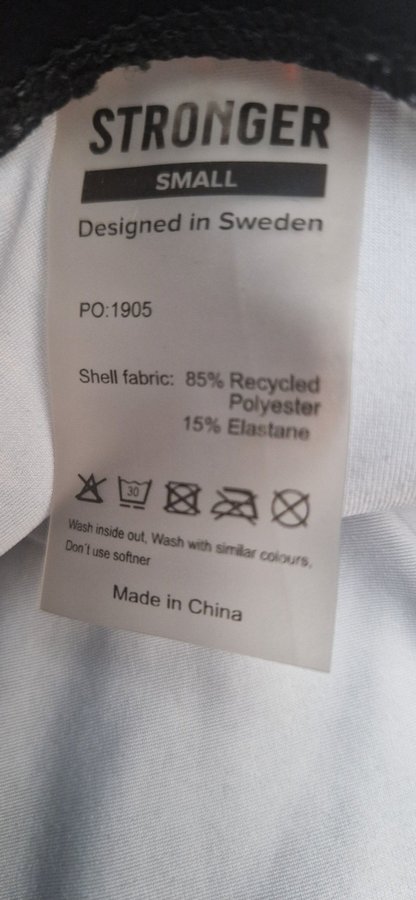 STRONGER
SMALL
Designed in Sweden
PO:1905
Shell fabric: 85% Recycled
Polyester
15% Elastane
30
Wash inside out, Wash with similar colours,
Don´t use softner
Made in China